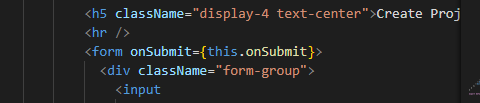 <h5 className="display-4 text-center">Create Proj
<hr />
<form onSubmit={this.onSubmit}>
<div className="form-group">
<input